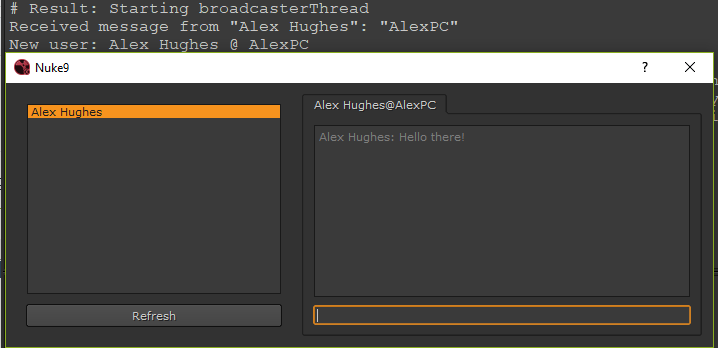 # Result: Starting broadcasterThread
Received message from "Alex Hughes": "AlexPC"
New user: Alex Hughes @ AlexPC
Nuke9
?
Alex Hughes
Alex Hughes@AlexPC
Alex Hughes: Hello there!
Refresh